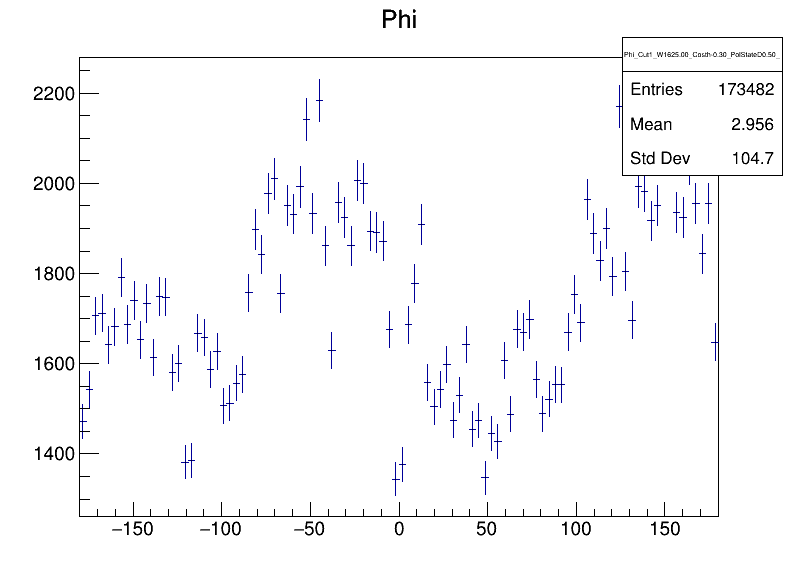 Phi
Phi_Cut1_W1625.00_Costh-0.30_PolStateD0.50_
Entries 173482
Mean 2.956
Std Dev 104.7
2200
2000
1800
1600
1400
−150 −100 −50 0 50 100 150